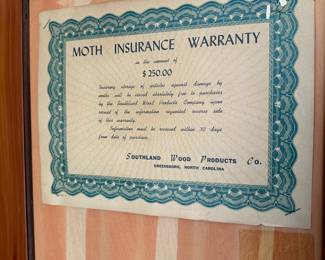 MOTH INSURANCE WARRANTY
in the amount of
$ 250.00
Insurance storage of articles against damage by
moths will be issued absolutely free to purchasers
by the Southland Wood Products Company upon
receipt of the information requested reverse side
of this warranty.
Information must be received within 30 days
from date of purchase.
SOUTHLAND WOOD PRODUCTS CO.
GREENSBORO, NORTH CAROLINA